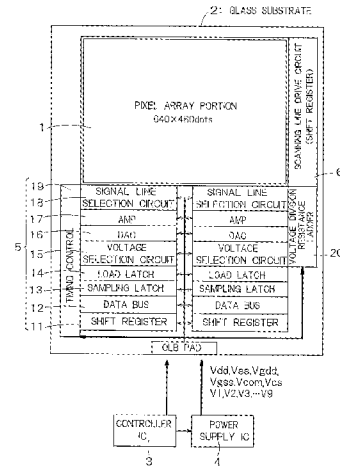 2: GLASS SUBSTRATE
PIXEL ARRAY PORTION
640×480dots
SCANNING LINE DRIVE CIRCUIT
(SHIFT REGISTER)
1
6
19
18
17
16
15
14
13
12
11
5
TIMING CONTROL
SIGNAL LINE
SELECTION CIRCUIT
AMP
DAC
VOLTAGE
SELECTION CIRCUIT
LOAD LATCH
SAMPLING LATCH
DATA BUS
SHIFT REGISTER
SIGNAL LINE
SELECTION CIRCUIT
AMP
DAC
VOLTAGE
SELECTION CIRCUIT
LOAD LATCH
SAMPLING LATCH
DATA BUS
SHIFT REGISTER
VOLTAGE DIVISION
RESISTANCE
LADDER
20
OLB PAD
Vdd,Vss,Vgdd,
Vgss,Vcom,Vcs
V1,V2,V3,…V9
CONTROLLER
IC
POWER
SUPPLY IC
3
4